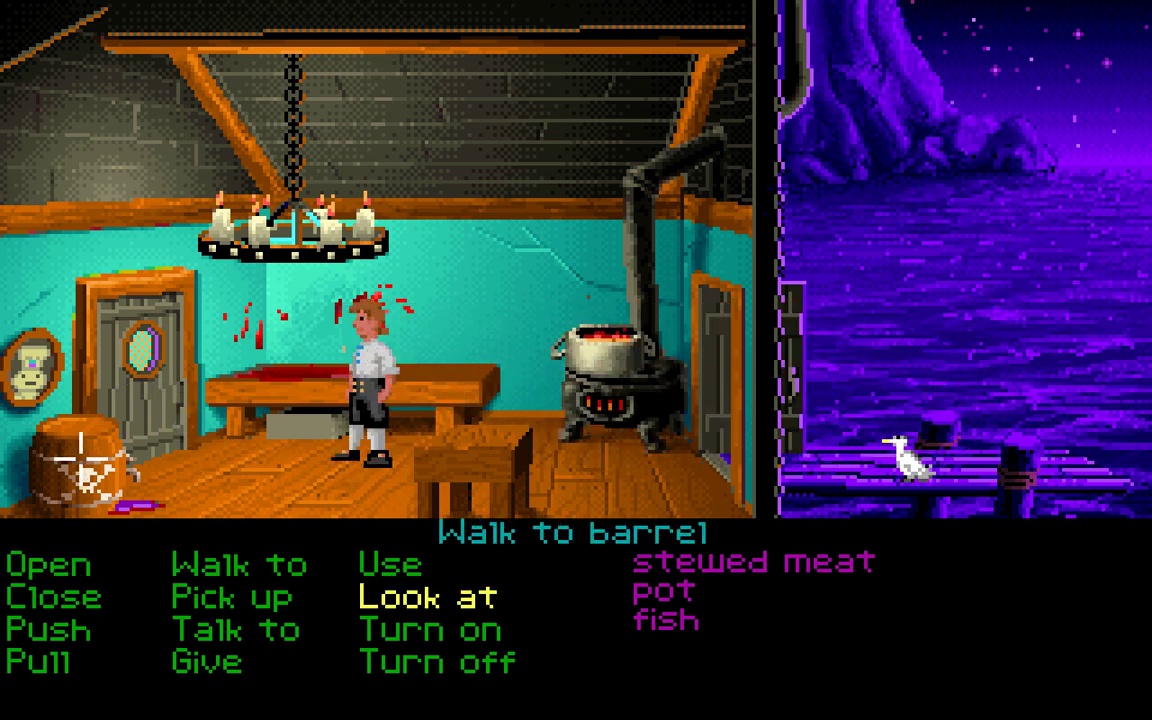 Walk to barrel
Open Walk to Use stewed meat
Close Pick up Look at pot
Push Talk to Turn on fish
Pull Give Turn off